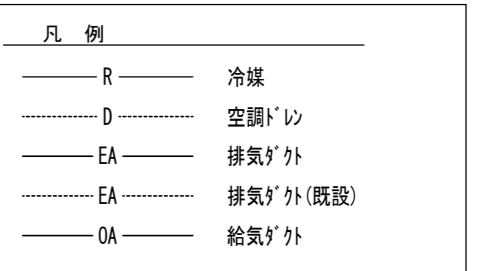 凡 例
R 冷媒
D 空調ﾄﾞﾚﾝ
EA 排気ﾀﾞｸﾄ
EA 排気ﾀﾞｸﾄ(既設)
OA 給気ﾀﾞｸﾄ